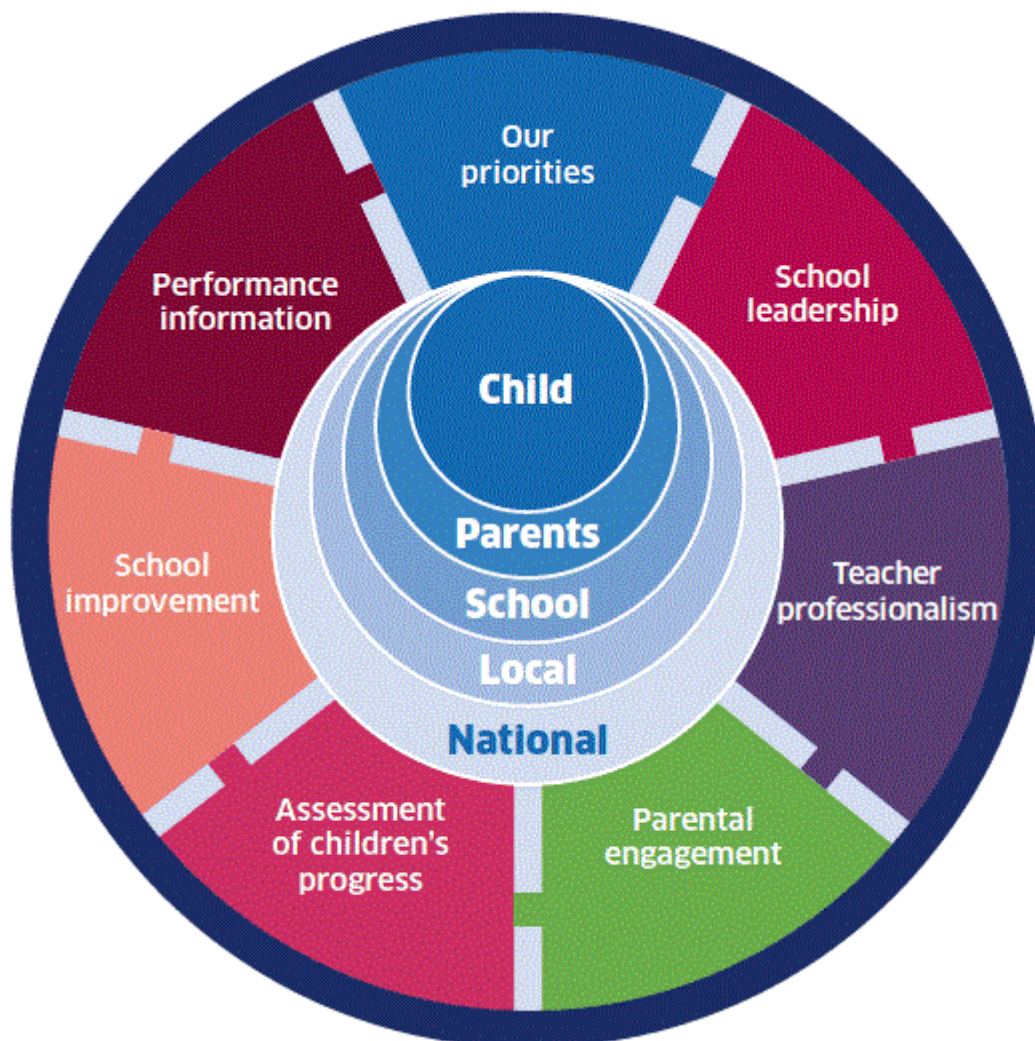 Our
priorities
School
leadership
Teacher
professionalism
Parental
engagement
Assessment
of children’s
progress
School
improvement
Performance
information
Child
Parents
School
Local
National